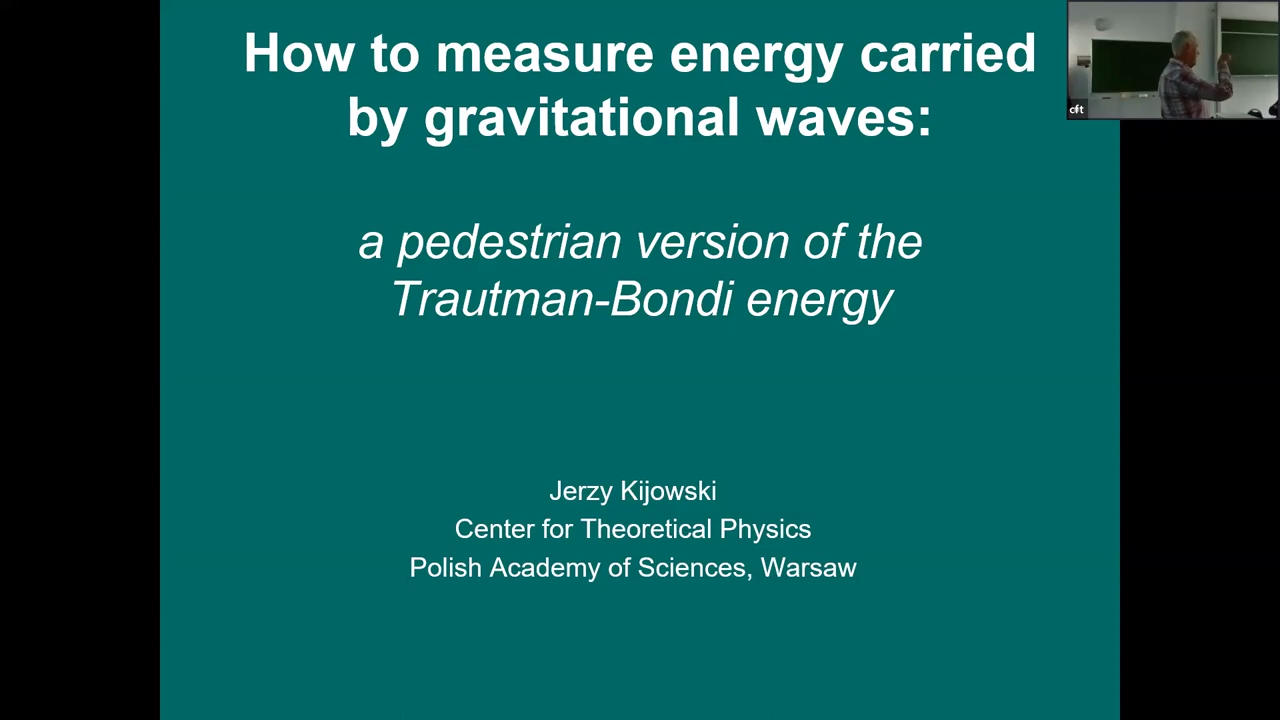 How to measure energy carried
by gravitational waves:
a pedestrian version of the
Trautman-Bondi energy
Jerzy Kijowski
Center for Theoretical Physics
Polish Academy of Sciences, Warsaw
cft